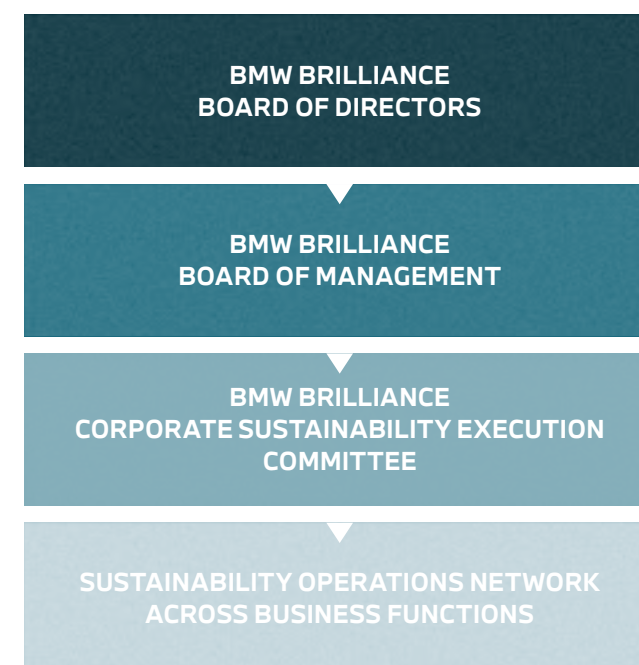 BMW BRILLIANCE
BOARD OF DIRECTORS
BMW BRILLIANCE
BOARD OF MANAGEMENT
BMW BRILLIANCE
CORPORATE SUSTAINABILITY EXECUTION
COMMITTEE
SUSTAINABILITY OPERATIONS NETWORK
ACROSS BUSINESS FUNCTIONS